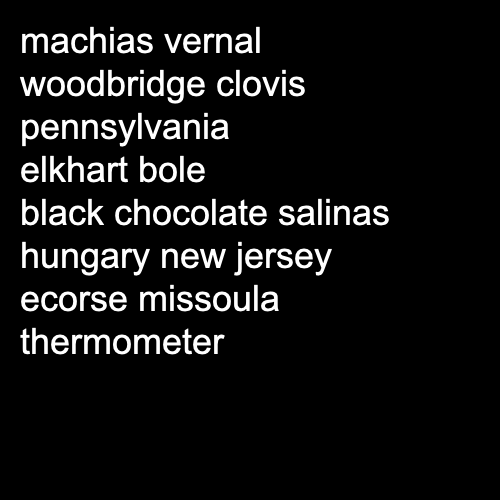 machias vernal
woodbridge clovis
pennsylvania
elkhart bole
black chocolate salinas
hungary new jersey
ecorse missoula
thermometer